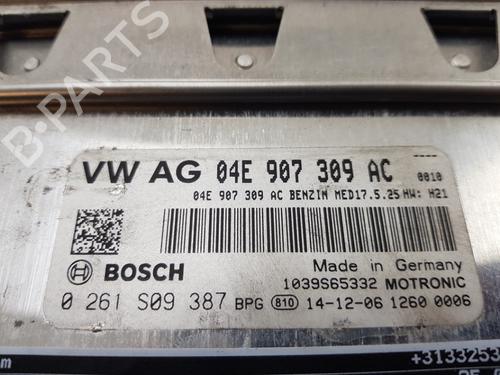 B-PARTS
VW AG 04E 907 309 AC 0010
04E 907 309 AC BENZIN MED17.5.25 HW: H21
BOSCH
Made in Germany
1039S65332 MOTRONIC
0 261 S09 387 BPG 810 14-12-06 1260 0006
+3133253